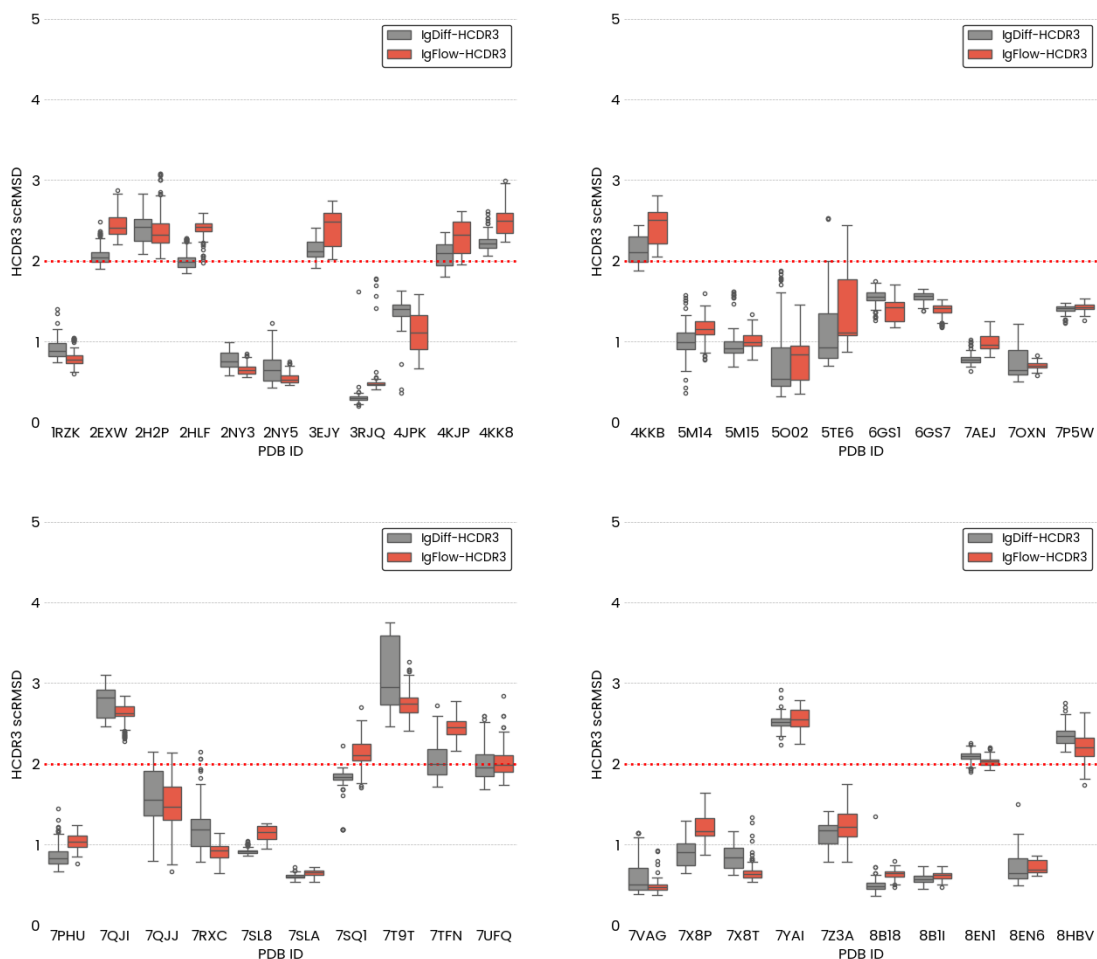 5
4
3
2
1
0
HCDR3 scRMSD
IgDiff-HCDR3
IgFlow-HCDR3
1RZK 2EXW 2H2P 2HLF 2NY3 2NY5 3EJY 3RJQ 4JPK 4KJP 4KK8
PDB ID
5
4
3
2
1
0
HCDR3 scRMSD
IgDiff-HCDR3
IgFlow-HCDR3
4KKB 5M14 5M15 5O02 5TE6 6GS1 6GS7 7AEJ 7OXN 7P5W
PDB ID
5
4
3
2
1
0
HCDR3 scRMSD
IgDiff-HCDR3
IgFlow-HCDR3
7PHU 7QJI 7QJJ 7RXC 7SL8 7SLA 7SQ1 7T9T 7TFN 7UFQ
PDB ID
5
4
3
2
1
0
HCDR3 scRMSD
IgDiff-HCDR3
IgFlow-HCDR3
7VAG 7X8P 7X8T 7YAI 7Z3A 8B18 8B1I 8EN1 8EN6 8HBV
PDB ID